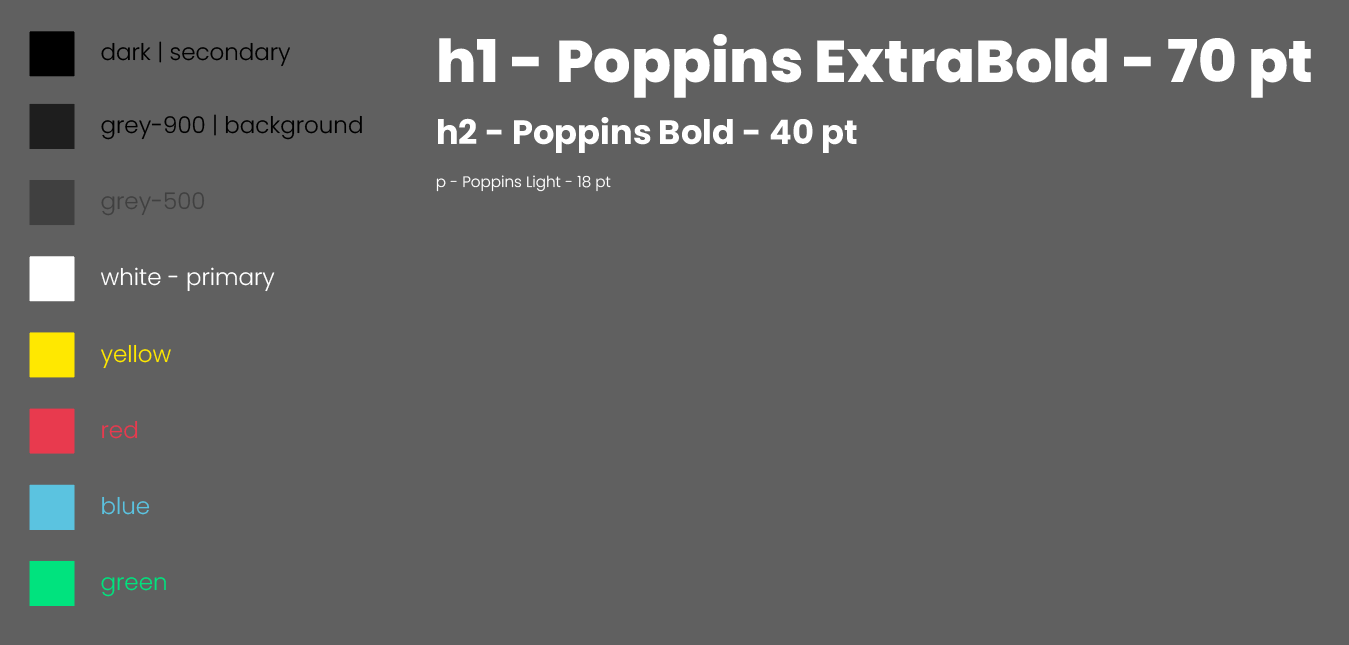 dark | secondary
grey-900 | background
grey-500
white - primary
yellow
red
blue
green
h1 - Poppins ExtraBold - 70 pt
h2 - Poppins Bold - 40 pt
p - Poppins Light - 18 pt